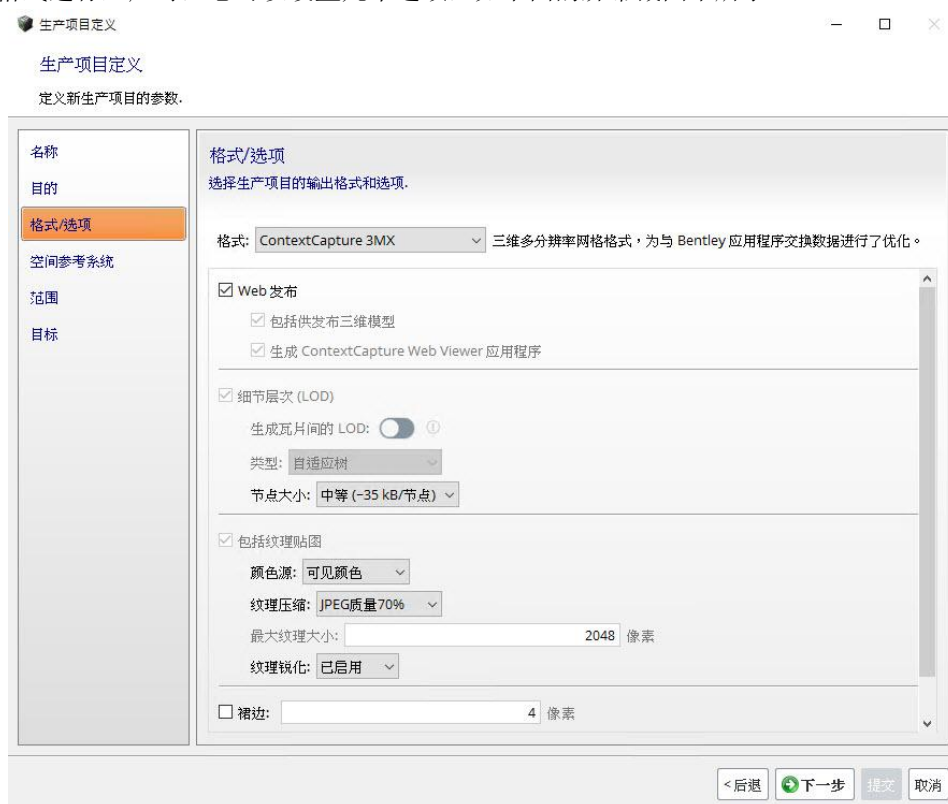 生产项目定义
生产项目定义
定义新生产项目的参数.
名称
目的
格式/选项
空间参考系统
范围
目标
格式/选项
选择生产项目的输出格式和选项.
格式: ContextCapture 3MX 三维多分辨率网格格式，为与 Bentley 应用程序交换数据进行了优化。
Web 发布
包括供发布三维模型
生成 ContextCapture Web Viewer 应用程序
细节层次 (LOD)
生成瓦片间的 LOD:
类型: 自适应树
节点大小: 中等 (~35 kB/节点)
包括纹理贴图
颜色源: 可见颜色
纹理压缩: JPEG质量70%
最大纹理大小: 2048 像素
纹理锐化: 已启用
裙边: 4 像素
<后退 下一步 提交 取消